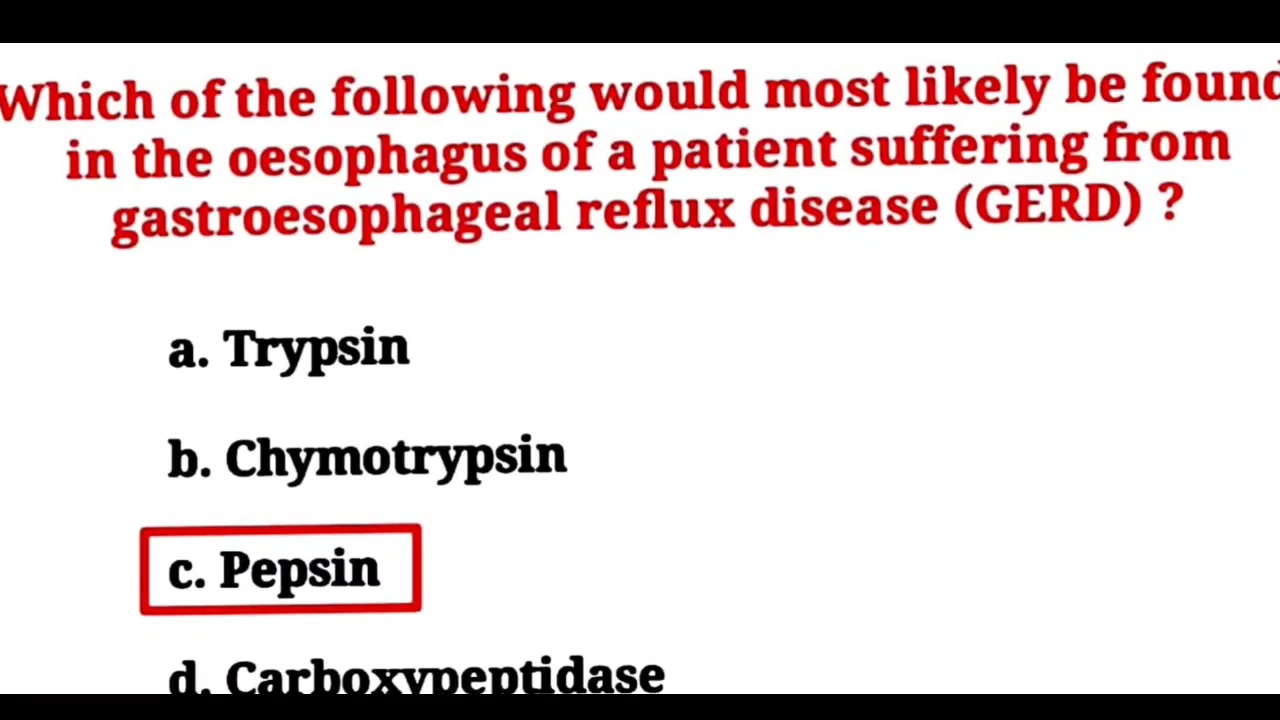 Which of the following would most likely be found
in the oesophagus of a patient suffering from
gastroesophageal reflux disease (GERD) ?
a. Trypsin
b. Chymotrypsin
c. Pepsin
d. Carboxypeptidase